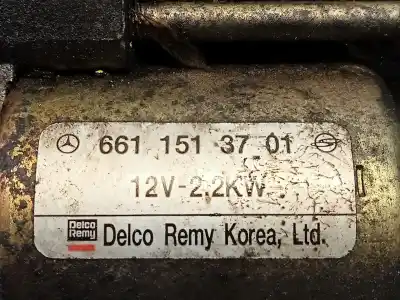 661 151 37 01
12V-2.2KW
Delco
Remy
Delco Remy Korea, Ltd.